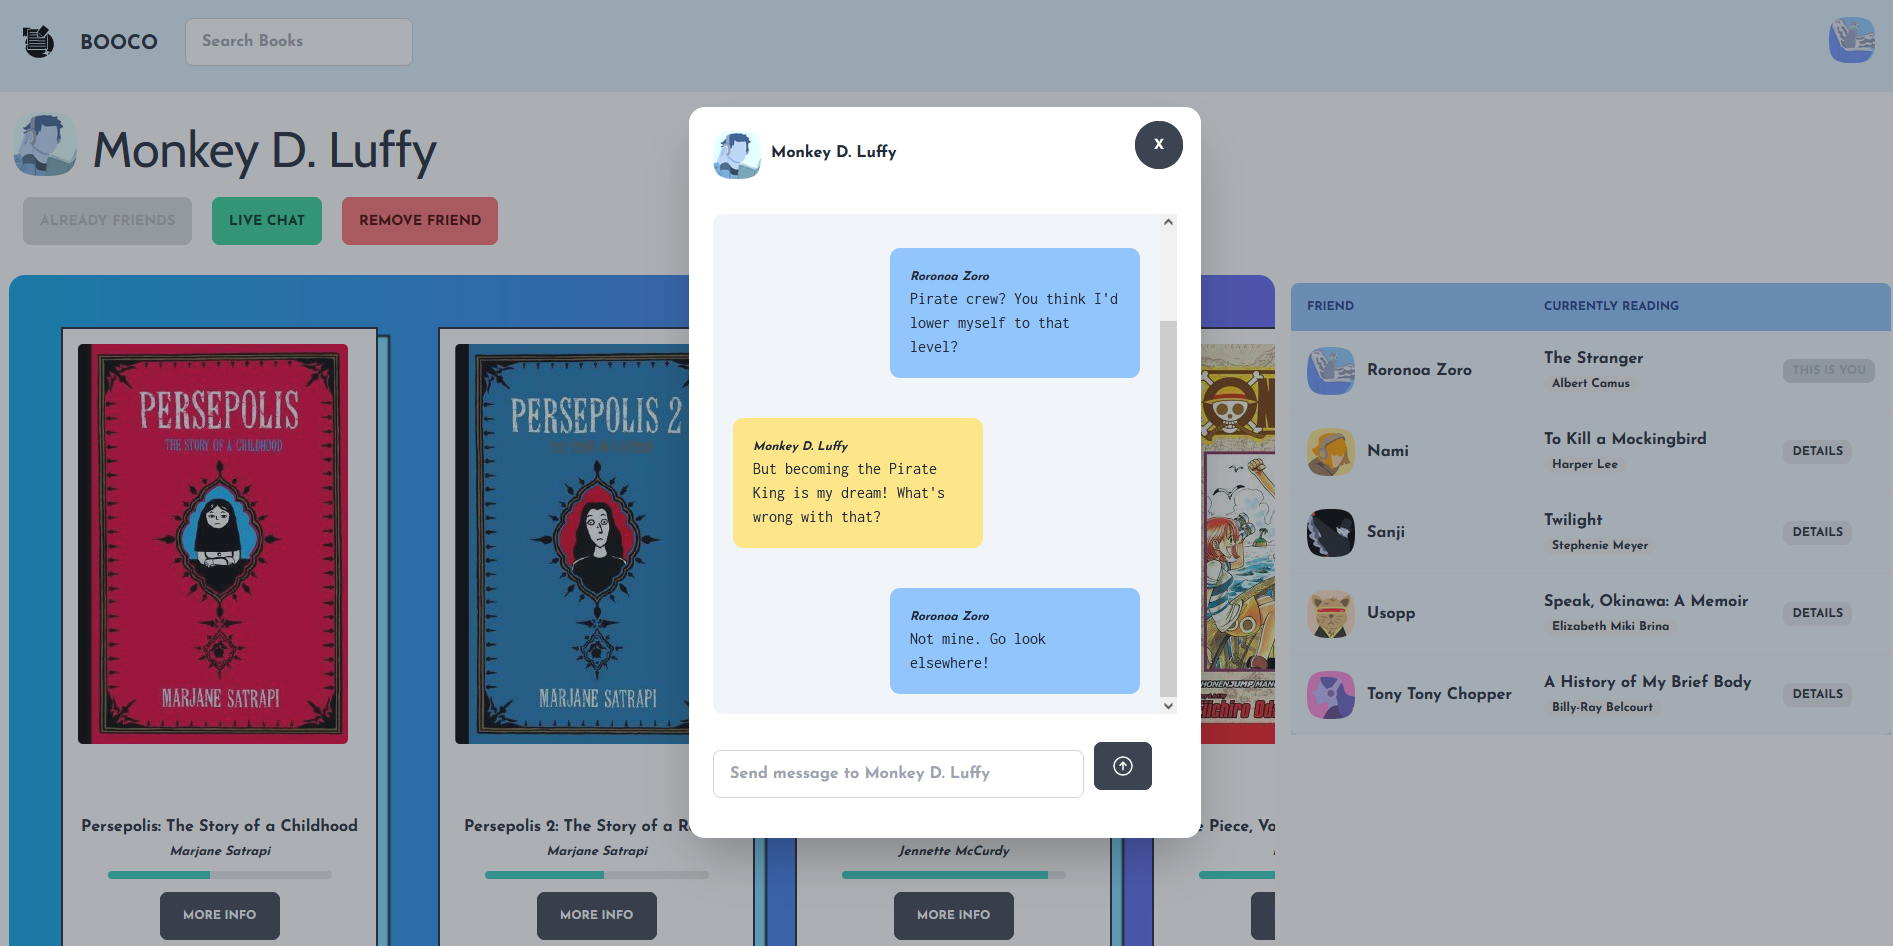 BOOCO
Search Books
Monkey D. Luffy
ALREADY FRIENDS
LIVE CHAT
REMOVE FRIEND
Monkey D. Luffy
X
Roronoa Zoro
Pirate crew? You think I'd
lower myself to that
level?
Monkey D. Luffy
But becoming the Pirate
King is my dream! What's
wrong with that?
Roronoa Zoro
Not mine. Go look
elsewhere!
Send message to Monkey D. Luffy
PERSEPOLIS
THE STORY OF A CHILDHOOD
MARJANE SATRAPI
Persepolis: The Story of a Childhood
Marjane Satrapi
MORE INFO
PERSEPOLIS 2
MARJANE SATRAPI
Persepolis 2: The Story of a R
Marjane Satrapi
MORE INFO
Jennette McCurdy
MORE INFO
SHONEN JUMP MAN
Eiichiro Od
e Piece, Vo
FRIEND CURRENTLY READING
Roronoa Zoro The Stranger THIS IS YOU
Albert Camus
Nami To Kill a Mockingbird DETAILS
Harper Lee
Sanji Twilight DETAILS
Stephenie Meyer
Usopp Speak, Okinawa: A Memoir DETAILS
Elizabeth Miki Brina
Tony Tony Chopper A History of My Brief Body DETAILS
Billy-Ray Belcourt